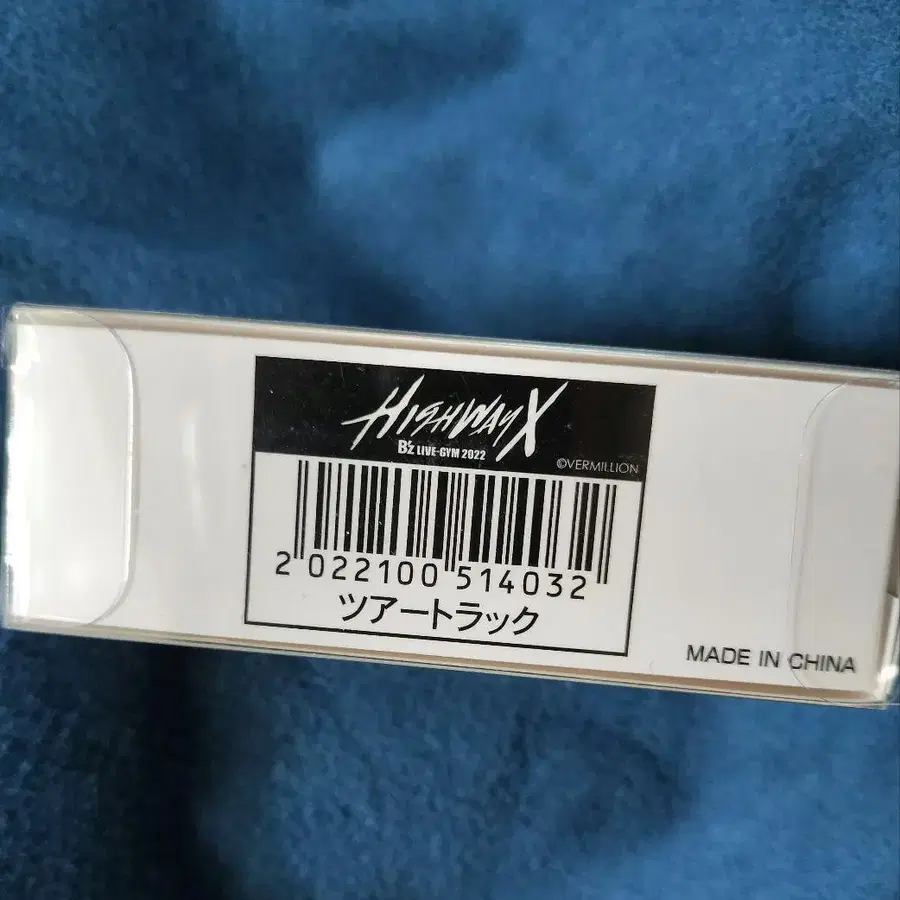 HIGHWAY X
B'z LIVE-GYM 2022
©VERMILLION
2 022100 514032
ツアートラック
MADE IN CHINA